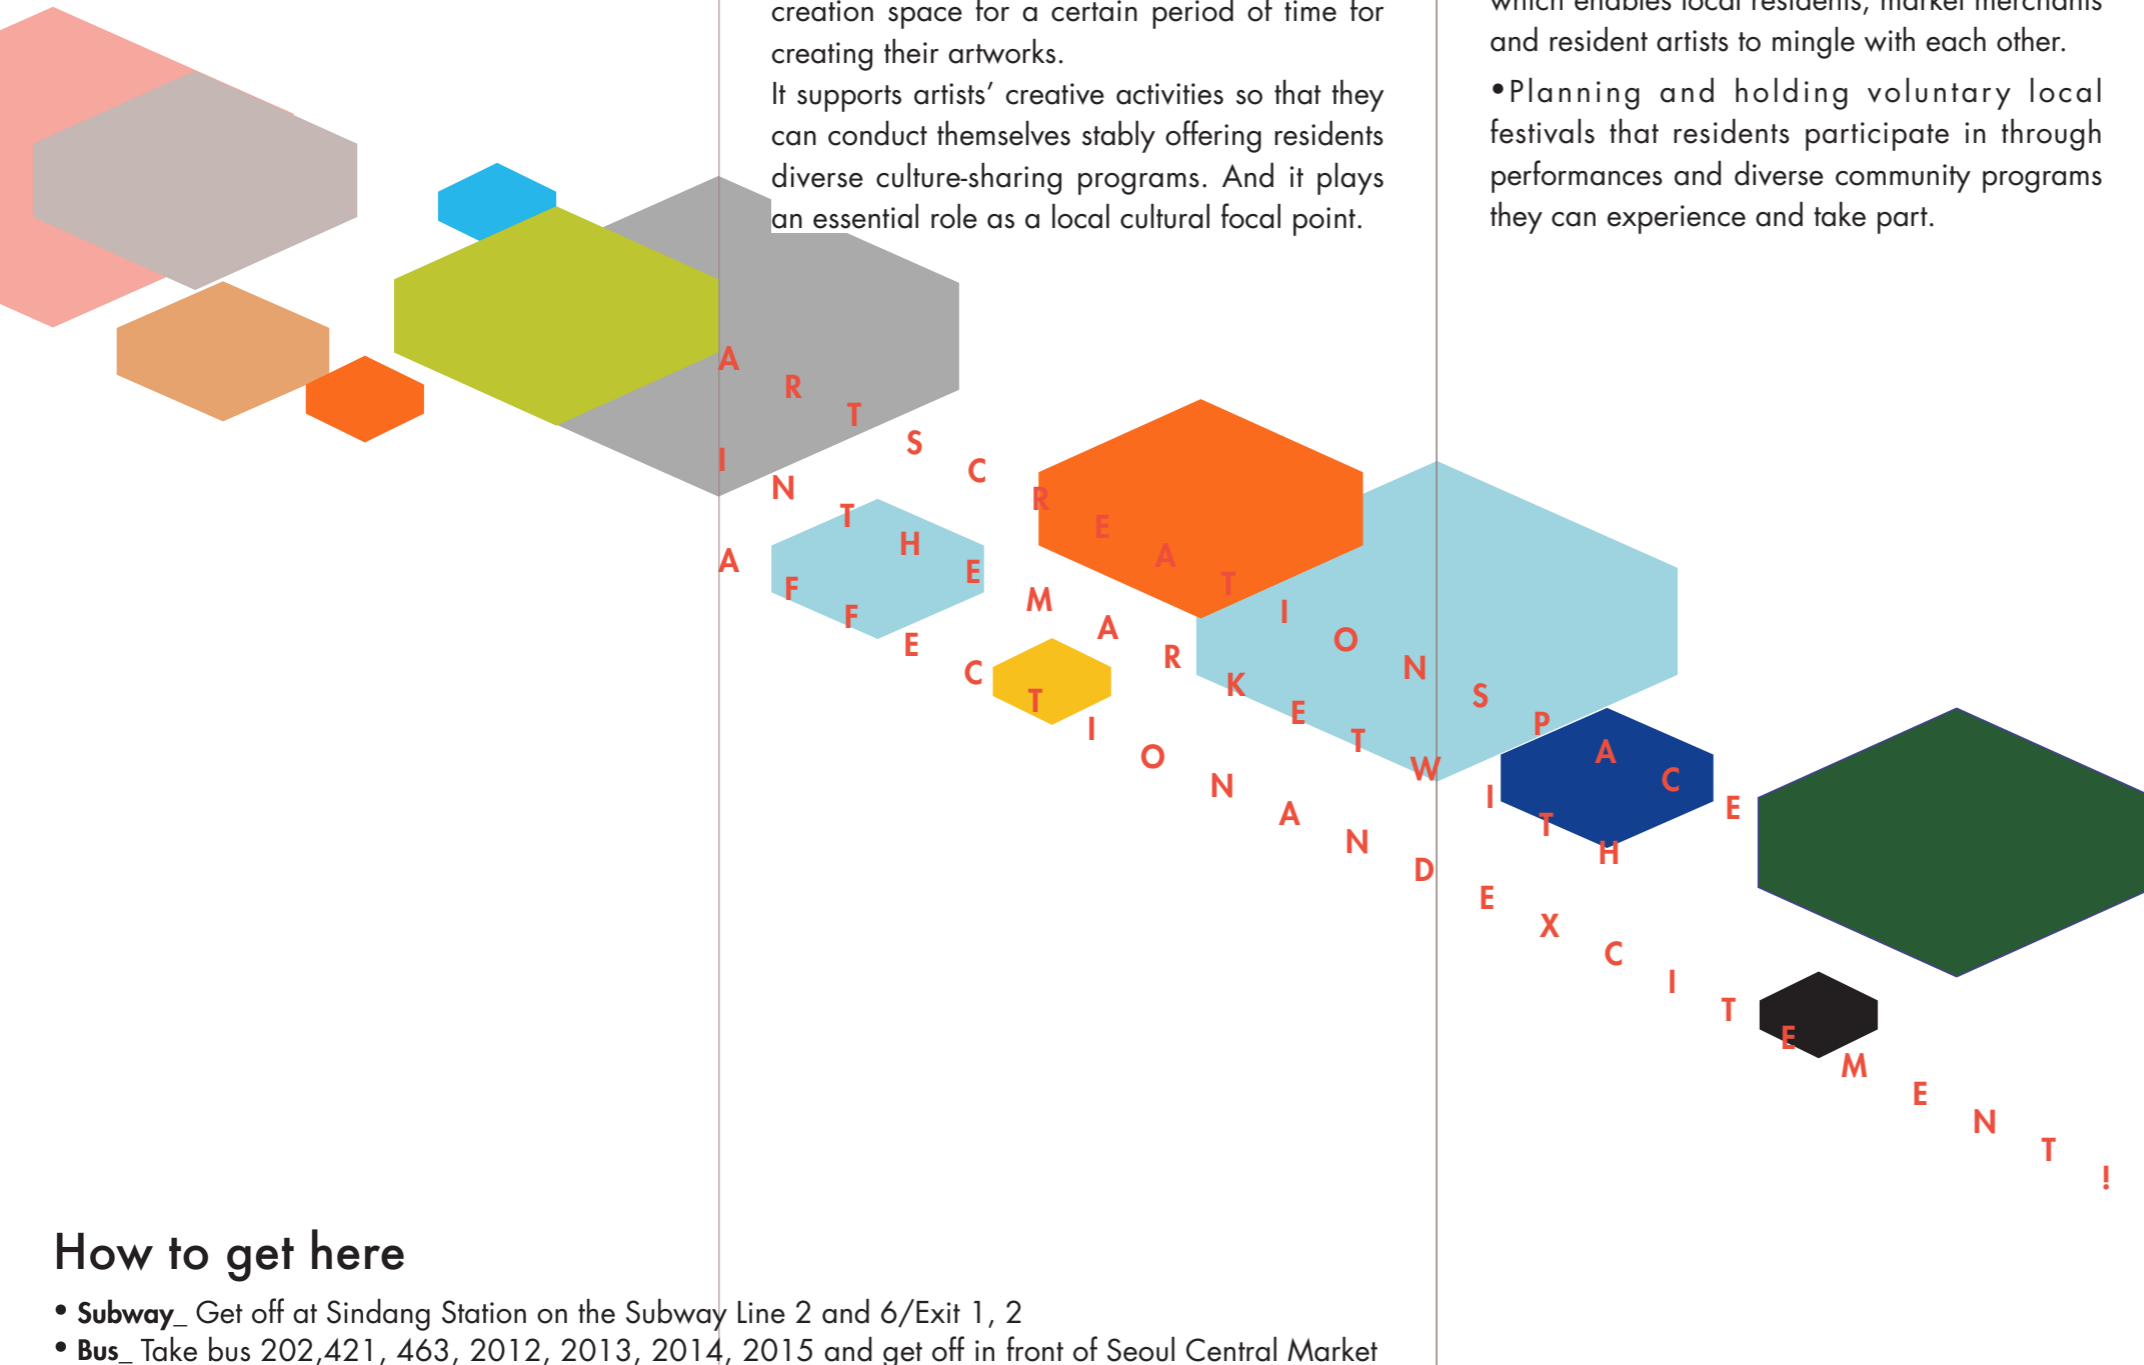 creation space for a certain period of time for
creating their artworks.
It supports artists’ creative activities so that they
can conduct themselves stably offering residents
diverse culture-sharing programs. And it plays
an essential role as a local cultural focal point.
which enables local residents, market merchants
and resident artists to mingle with each other.
•Planning and holding voluntary local
festivals that residents participate in through
performances and diverse community programs
they can experience and take part.
ARTS CREATION SPACE
IN THE MARKET WITH
AFFECTION AND EXCITEMENT!
How to get here
• Subway_ Get off at Sindang Station on the Subway Line 2 and 6/Exit 1, 2
• Bus_ Take bus 202,421, 463, 2012, 2013, 2014, 2015 and get off in front of Seoul Central Market